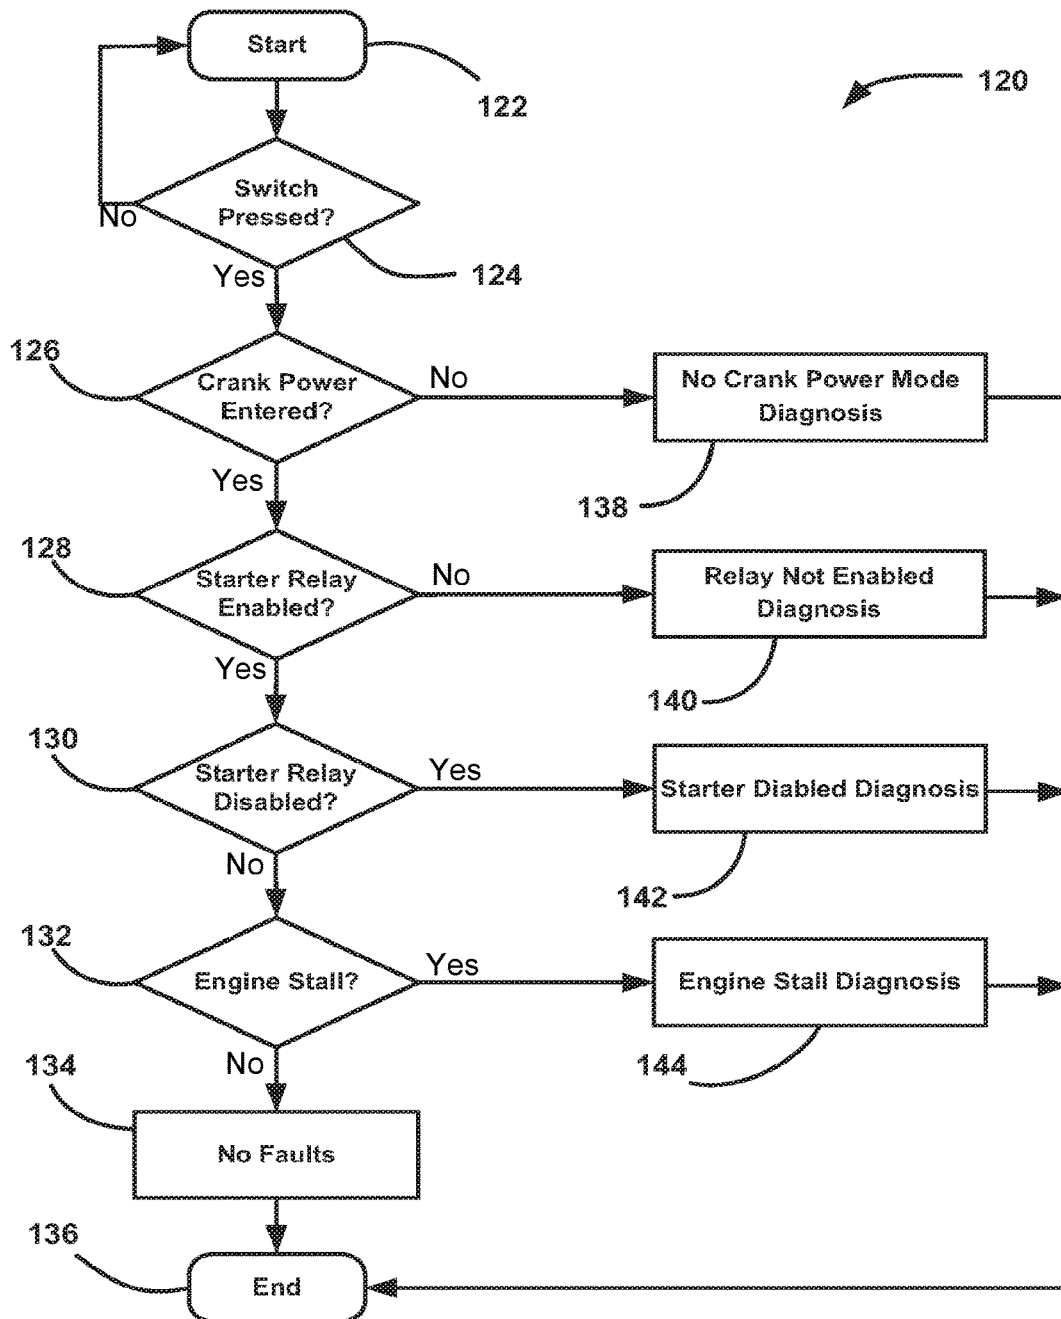 Start
122
120
Switch
Pressed?
No
Yes
124
126
Crank Power
Entered?
No
No Crank Power Mode
Diagnosis
Yes
138
128
Starter Relay
Enabled?
No
Relay Not Enabled
Diagnosis
Yes
140
130
Starter Relay
Disabled?
Yes
Starter Diabled Diagnosis
No
142
132
Engine Stall?
Yes
Engine Stall Diagnosis
No
144
134
No Faults
136
End